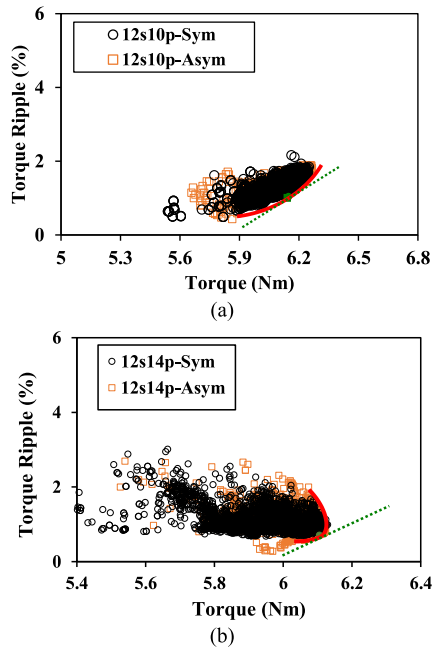 (a)
12s10p-Sym
12s10p-Asym
Torque Ripple (%)
6
4
2
0
5 5.3 5.6 5.9 6.2 6.5 6.8
Torque (Nm)
(a)
12s14p-Sym
12s14p-Asym
Torque Ripple (%)
6
4
2
0
5.4 5.6 5.8 6 6.2 6.4
Torque (Nm)
(b)